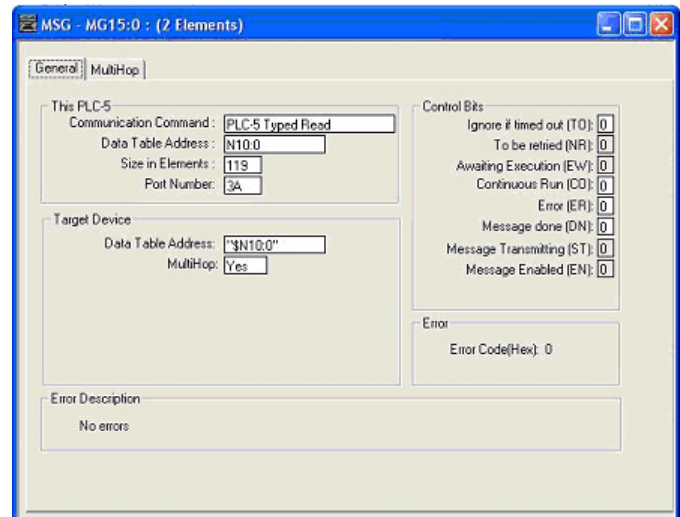 MSG - MG15:0 : (2 Elements)
General MultiHop
This PLC-5
Communication Command : PLC-5 Typed Read
Data Table Address : N10:0
Size in Elements : 119
Port Number: 3A
Target Device
Data Table Address: "$N10:0"
MultiHop: Yes
Control Bits
Ignore if timed out (TO): 0
To be retried (NR): 0
Awaiting Execution (EW): 0
Continuous Run (CO): 0
Error (ER): 0
Message done (DN): 0
Message Transmitting (ST): 0
Message Enabled (EN): 0
Error
Error Code(Hex): 0
Error Description
No errors